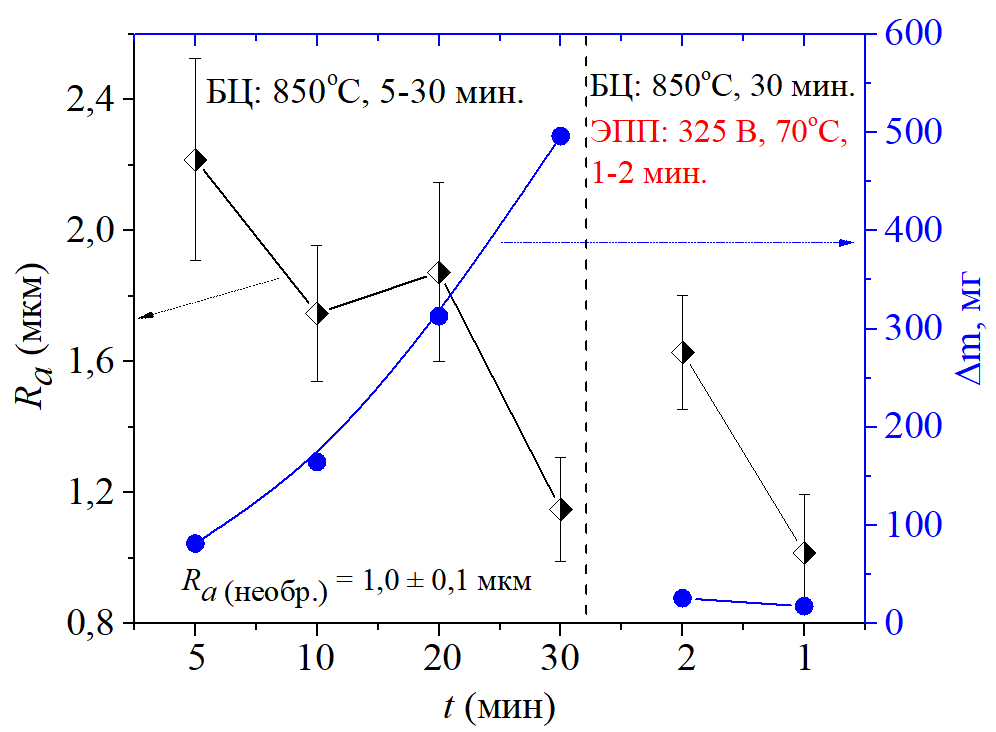 БЦ: 850°C, 5-30 мин.
БЦ: 850°C, 30 мин.
ЭПП: 325 В, 70°C,
1-2 мин.
Ra (необр.) = 1,0 ± 0,1 мкм
Ra (мкм)
2,4
2,0
1,6
1,2
0,8
600
500
400
300
200
100
0
Δm, мг
5 10 20 30 2 1
t (мин)